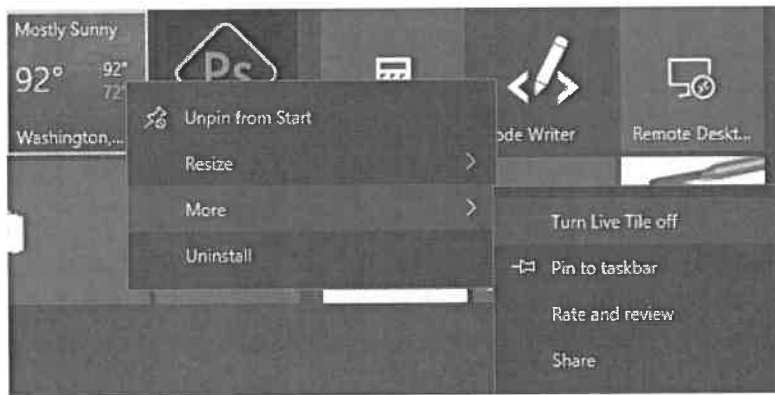 Mostly Sunny
92° 92°
72°
Washington,...
Ps
ode Writer
Remote Deskt...
Unpin from Start
Resize
More
Uninstall
Turn Live Tile off
Pin to taskbar
Rate and review
Share